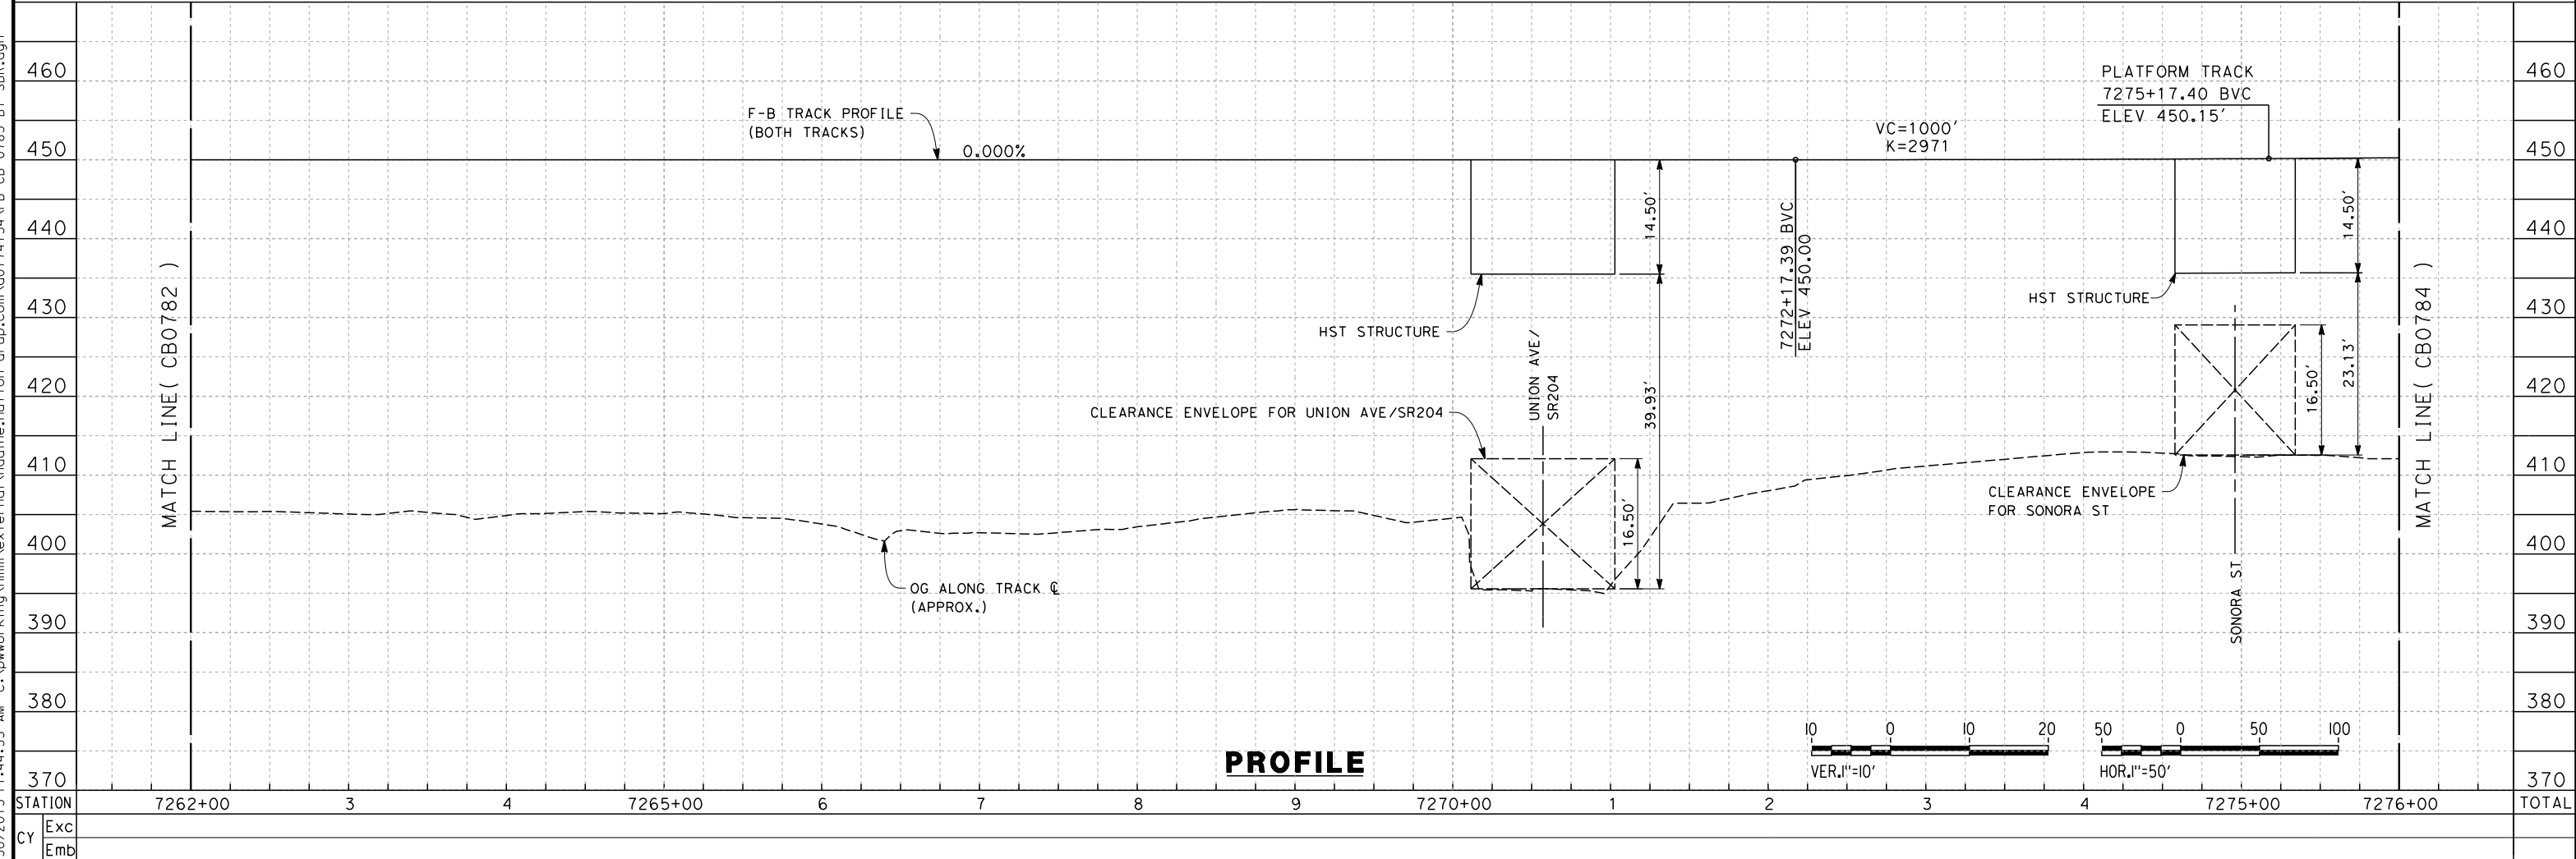 460
450
440
430
420
410
400
390
380
370
MATCH LINE( CB0782 )
F-B TRACK PROFILE
(BOTH TRACKS)
0.000%
OG ALONG TRACK ℄
(APPROX.)
HST STRUCTURE
14.50'
39.93'
CLEARANCE ENVELOPE FOR UNION AVE/SR204
UNION AVE/
SR204
16.50'
7272+17.39 BVC
ELEV 450.00
VC=1000'
K=2971
PLATFORM TRACK
7275+17.40 BVC
ELEV 450.15'
HST STRUCTURE
14.50'
23.13'
16.50'
CLEARANCE ENVELOPE
FOR SONORA ST
SONORA ST
MATCH LINE( CB0784 )
460
450
440
430
420
410
400
390
380
370
PROFILE
10 0 10 20
VER.1"=10'
50 0 50 100
HOR.1"=50'
STATION 7262+00 3 4 7265+00 6 7 8 9 7270+00 1 2 3 4 7275+00 7276+00 TOTAL
CY
Exc
Emb